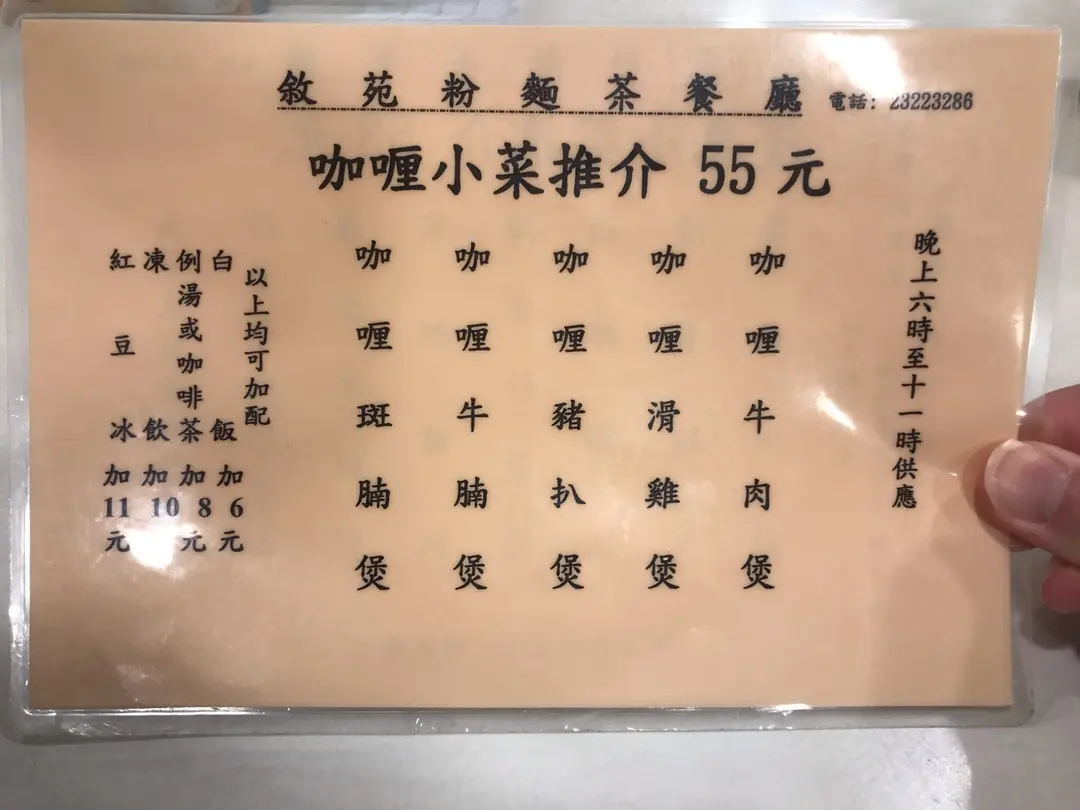 敘苑粉麵茶餐廳 電話: 23223286
咖喱小菜推介 55 元
晚上六時至十一時供應
咖喱牛肉煲
咖喱滑雞煲
咖喱豬扒煲
咖喱牛腩煲
咖喱斑腩煲
以上均可加配
白飯加6元
例湯或咖啡茶加8元
凍飲加10
紅豆冰加11元